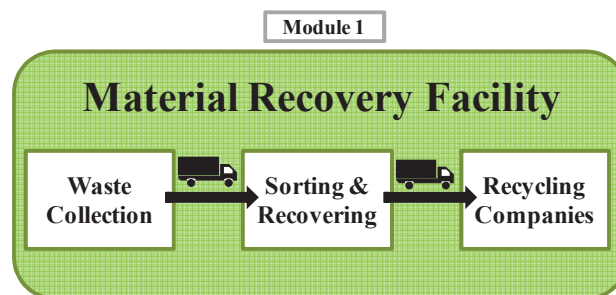 Module 1
Material Recovery Facility
Waste
Collection
Sorting &
Recovering
Recycling
Companies